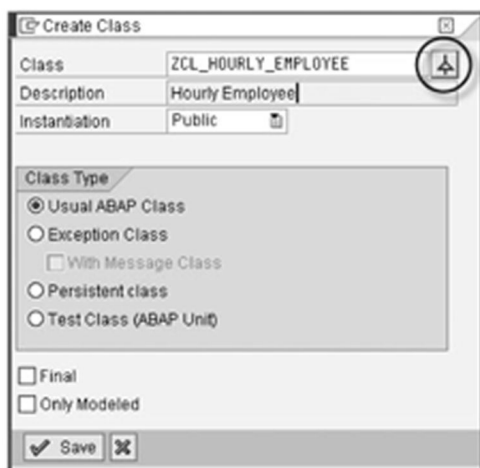 Create Class
Class ZCL_HOURLY_EMPLOYEE
Description Hourly Employee
Instantiation Public
Class Type
Usual ABAP Class
Exception Class
With Message Class
Persistent class
Test Class (ABAP Unit)
Final
Only Modeled
Save